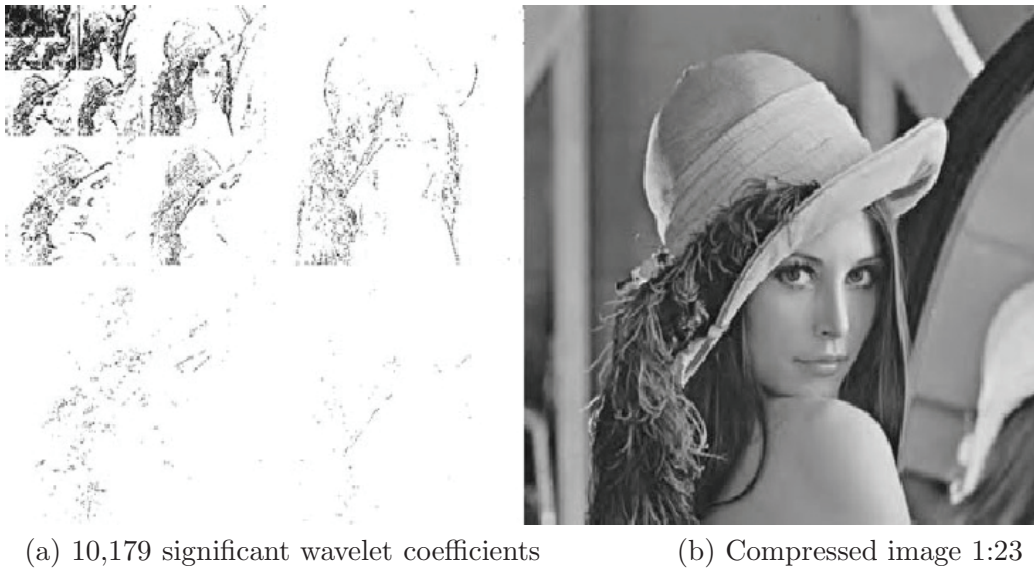 (a) 10,179 significant wavelet coefficients
(b) Compressed image 1:23